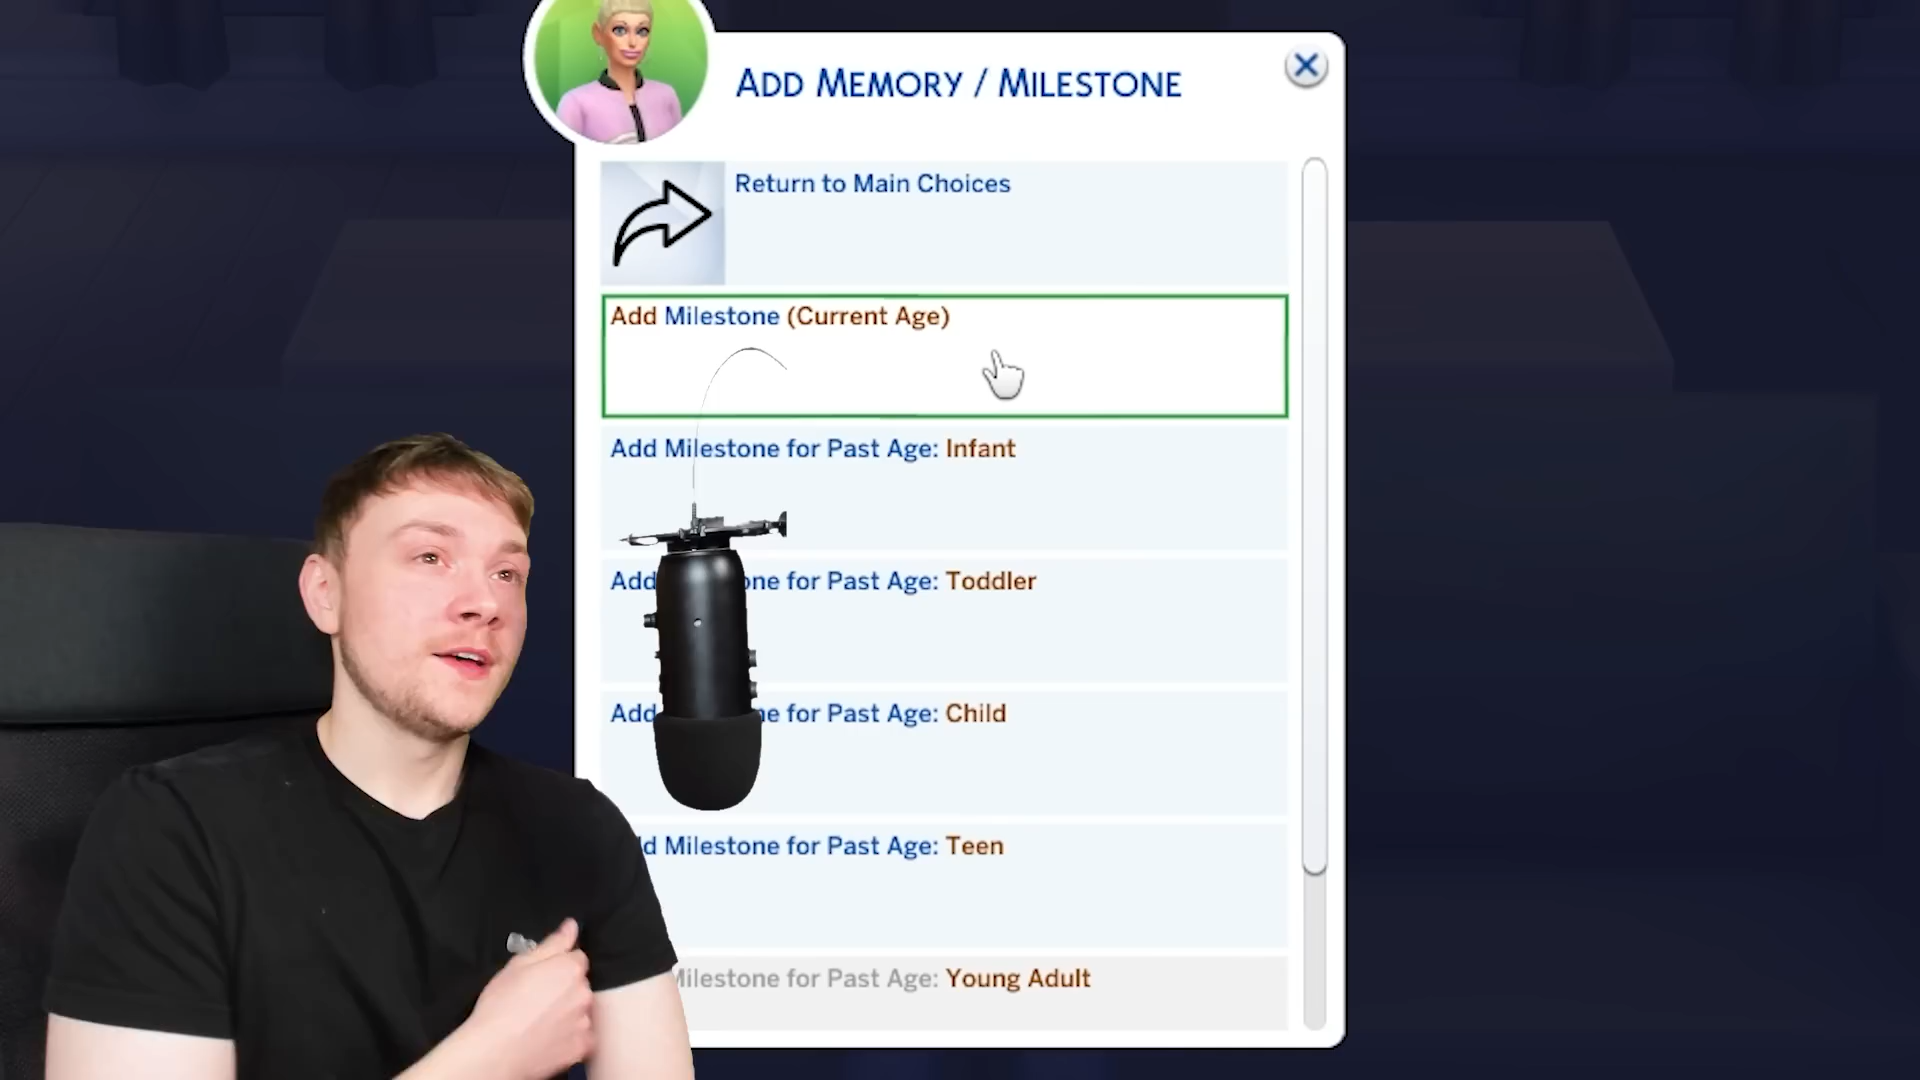 ADD MEMORY / MILESTONE
Return to Main Choices
Add Milestone (Current Age)
Add Milestone for Past Age: Infant
Add for Past Age: Toddler
Add for Past Age: Child
Milestone for Past Age: Teen
Milestone for Past Age: Young Adult